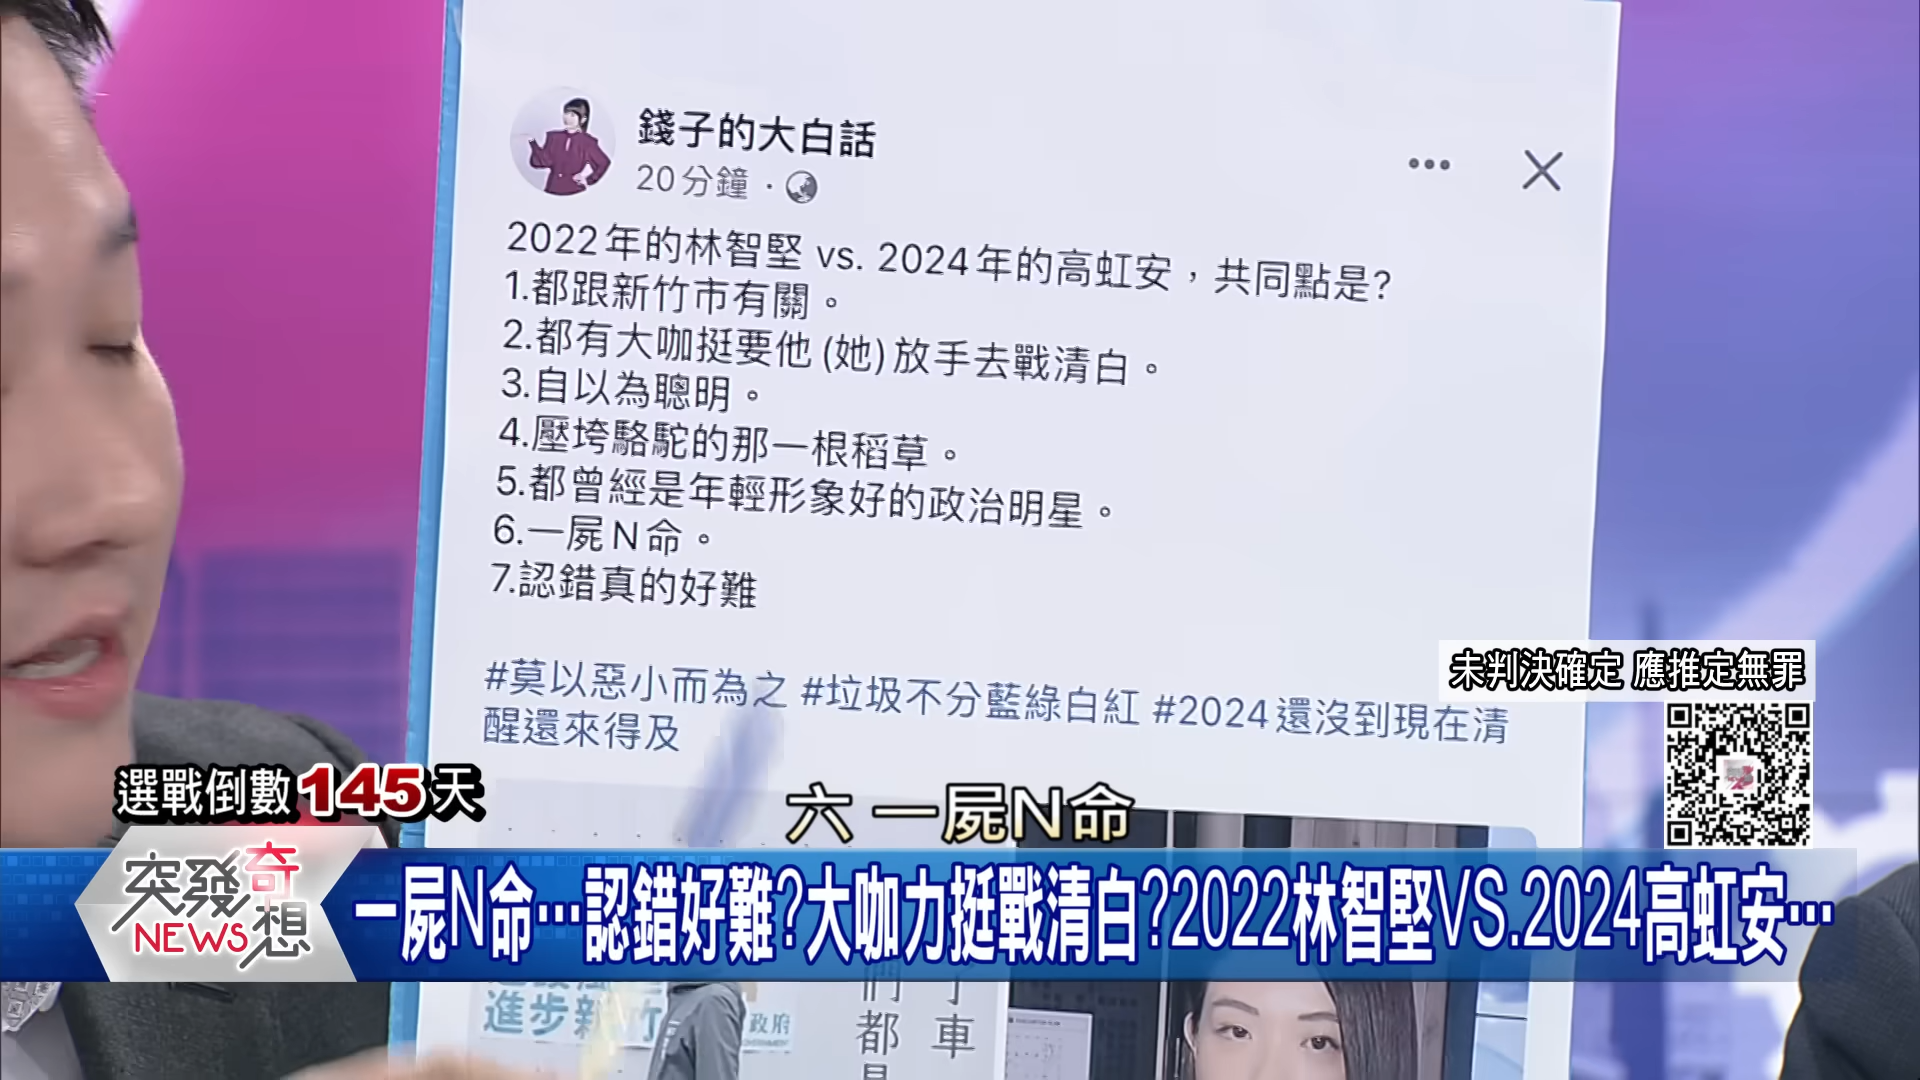 錢子的大白話
20分鐘
2022年的林智堅 vs. 2024年的高虹安，共同點是?
1.都跟新竹市有關。
2.都有大咖挺要他(她)放手去戰清白。
3.自以為聰明。
4.壓垮駱駝的那一根稻草。
5.都曾經是年輕形象好的政治明星。
6.一屍N命。
7.認錯真的好難
#莫以惡小而為之 #垃圾不分藍綠白紅 #2024還沒到現在清
醒還來得及
未判決確定 應推定無罪
選戰倒數145天
六 一屍N命
突發奇想
NEWS
一屍N命…認錯好難?大咖力挺戰清白?2022林智堅VS.2024高虹安…
進步新竹
政府
們都是
車